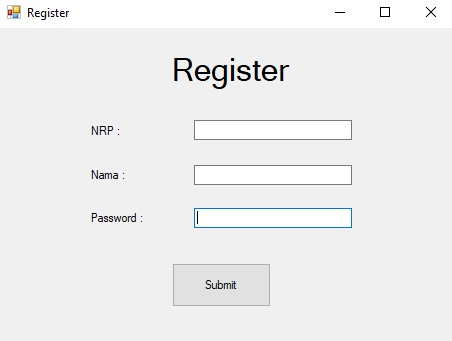 Register
Register
NRP :
Nama :
Password :
Submit